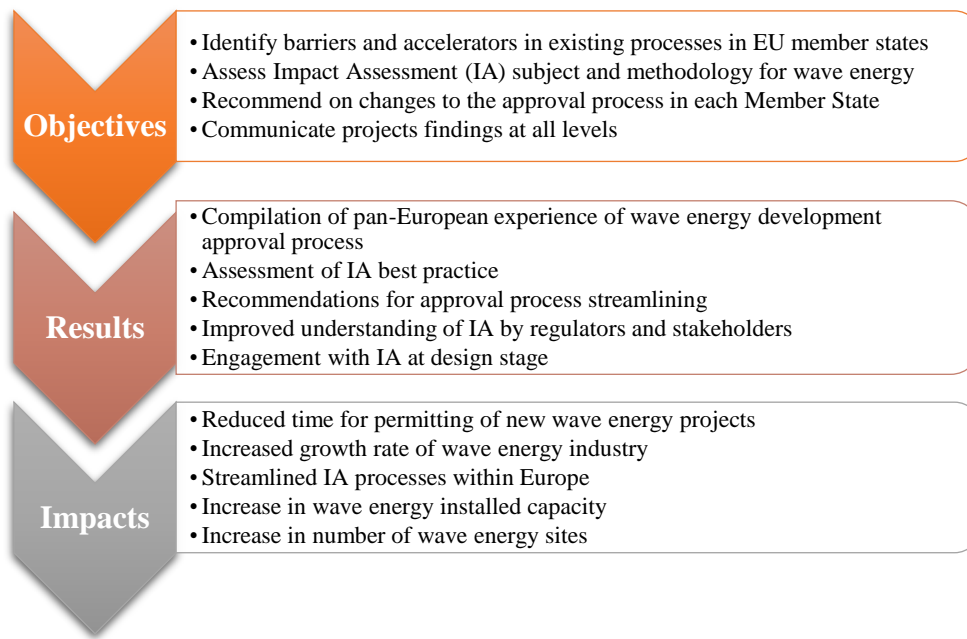 Objectives
• Identify barriers and accelerators in existing processes in EU member states
• Assess Impact Assessment (IA) subject and methodology for wave energy
• Recommend on changes to the approval process in each Member State
• Communicate projects findings at all levels
Results
• Compilation of pan-European experience of wave energy development
approval process
• Assessment of IA best practice
• Recommendations for approval process streamlining
• Improved understanding of IA by regulators and stakeholders
• Engagement with IA at design stage
Impacts
• Reduced time for permitting of new wave energy projects
• Increased growth rate of wave energy industry
• Streamlined IA processes within Europe
• Increase in wave energy installed capacity
• Increase in number of wave energy sites